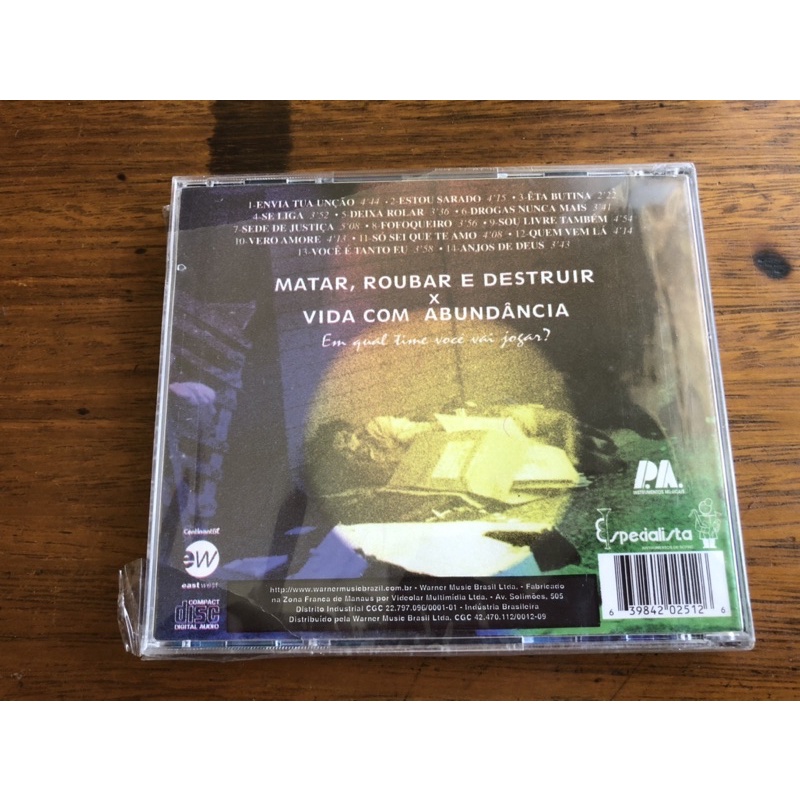 1-ENVIA TUA UNÇÃO 4'44 • 2-ESTOU SARADO 4'15 • 3-ÊTA BUTINA 2'22
4-SE LIGA 3'52 • 5-DEIXA ROLAR 3'36 • 6-DROGAS NUNCA MAIS 3'41
7-SEDE DE JUSTIÇA 5'08 • 8-FOFOQUEIRO 3'56 • 9-SOU LIVRE TAMBÉM 4'54
10-VERO AMORE 4'13 • 11-SÓ SEI QUE TE AMO 4'08 • 12-QUEM VEM LÁ 4'14
13-VOCÊ É TANTO EU 3'58 • 14-ANJOS DE DEUS 3'43
MATAR, ROUBAR E DESTRUIR
X
VIDA COM ABUNDÂNCIA
Em qual time você vai jogar?
P.A.
INSTRUMENTOS MUSICAIS
Especialista
Continental
ew
eastwest
COMPACT
disc
DIGITAL AUDIO
http://www.warnermusicbrazil.com.br • Warner Music Brasil Ltda. - Fabricado
na Zona Franca de Manaus por Videolar Multimídia Ltda. - Av. Solimões, 505
Distrito Industrial CGC 22.797.096/0001-01 - Indústria Brasileira
Distribuído pela Warner Music Brasil Ltda. CGC 42.470.112/0012-09
6 39842 02512 6